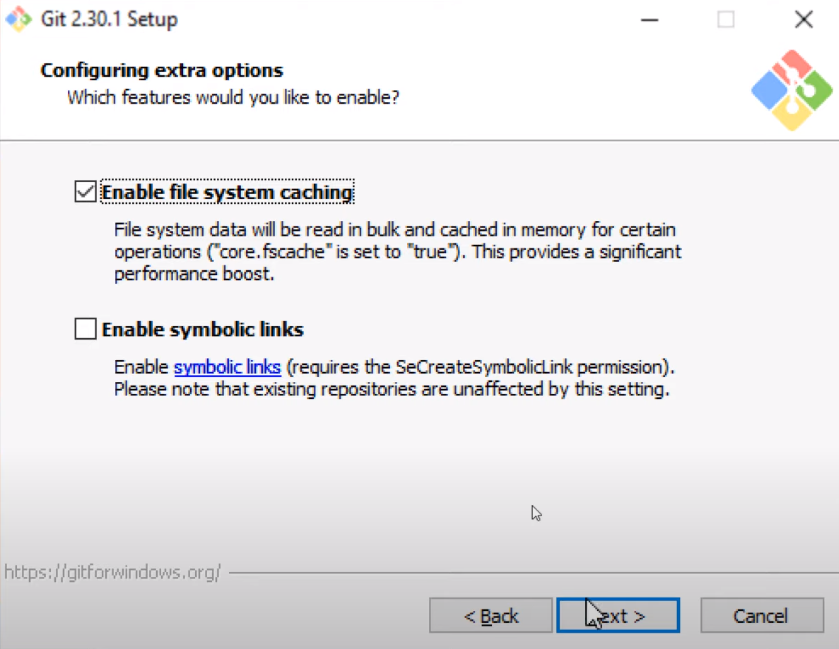 Git 2.30.1 Setup
Configuring extra options
Which features would you like to enable?
Enable file system caching
File system data will be read in bulk and cached in memory for certain
operations ("core.fscache" is set to "true"). This provides a significant
performance boost.
Enable symbolic links
Enable symbolic links (requires the SeCreateSymbolicLink permission).
Please note that existing repositories are unaffected by this setting.
https://gitforwindows.org/
< Back
ext >
Cancel